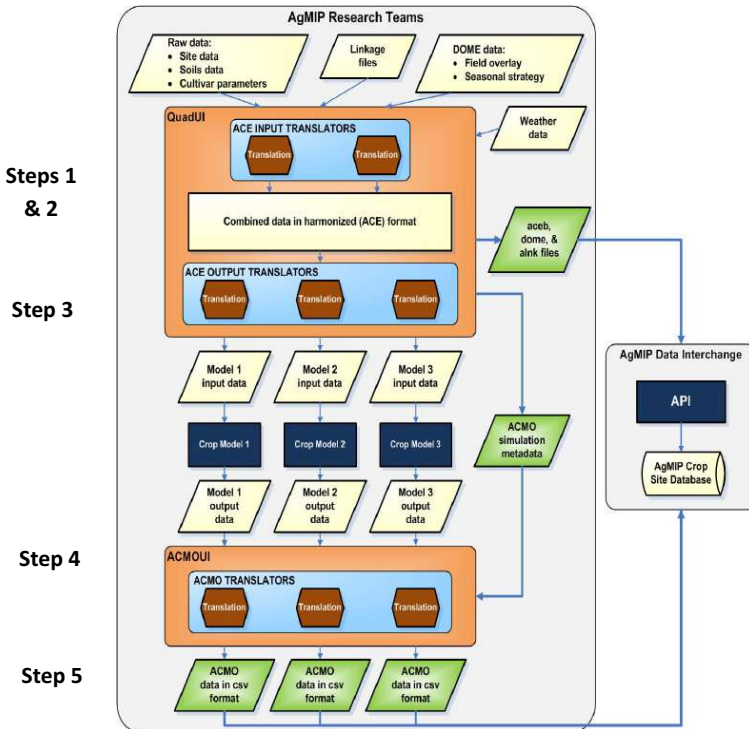 AgMIP Research Teams
Raw data:
• Site data
• Soils data
• Cultivar parameters
Linkage
files
DOME data:
• Field overlay
• Seasonal strategy
QuadUI
ACE INPUT TRANSLATORS
Translation
Translation
Weather
data
Steps 1
& 2
Combined data in harmonized (ACE) format
aceb,
dome, &
alnk files
ACE OUTPUT TRANSLATORS
Translation
Translation
Translation
Step 3
Model 1
input data
Model 2
input data
Model 3
input data
AgMIP Data Interchange
API
AgMIP Crop
Site Database
Crop Model 1
Crop Model 2
Crop Model 3
ACMO
simulation
metadata
Model 1
output
data
Model 2
output
data
Model 3
output
data
Step 4
ACMOUI
ACMO TRANSLATORS
Translation
Translation
Translation
Step 5
ACMO
data in csv
format
ACMO
data in csv
format
ACMO
data in csv
format